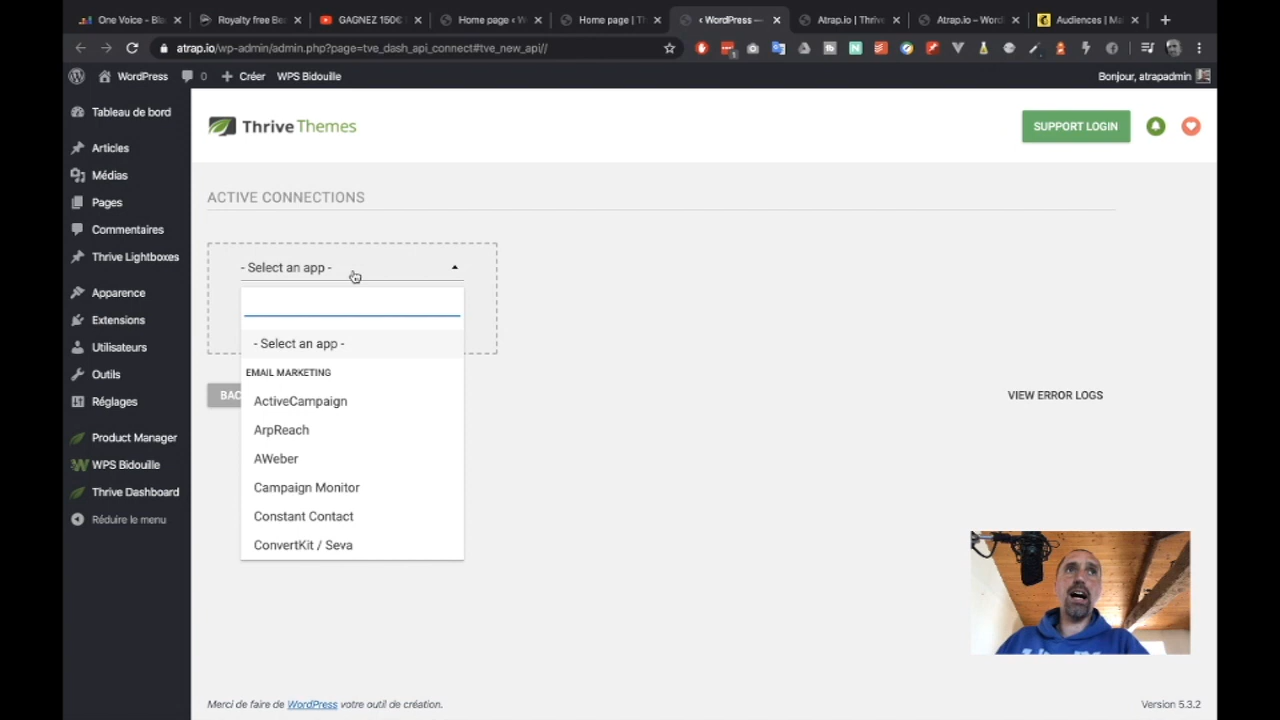 One Voice - Bla
Royalty free Be
GAGNEZ 150€
Home page ‹ W
Home page | Th
‹ WordPress —
Atrap.io | Thriv
Atrap.io – Word
Audiences | Ma
atrap.io/wp-admin/admin.php?page=tve_dash_api_connect#tve_new_api//
WordPress 0 Créer WPS Bidouille Bonjour, atrapadmin
Tableau de bord
Articles
Médias
Pages
Commentaires
Thrive Lightboxes
Apparence
Extensions
Utilisateurs
Outils
Réglages
Product Manager
WPS Bidouille
Thrive Dashboard
Réduire le menu
Thrive Themes
SUPPORT LOGIN
ACTIVE CONNECTIONS
- Select an app -
- Select an app -
EMAIL MARKETING
ActiveCampaign
ArpReach
AWeber
Campaign Monitor
Constant Contact
ConvertKit / Seva
BAC
VIEW ERROR LOGS
Merci de faire de WordPress votre outil de création.
Version 5.3.2